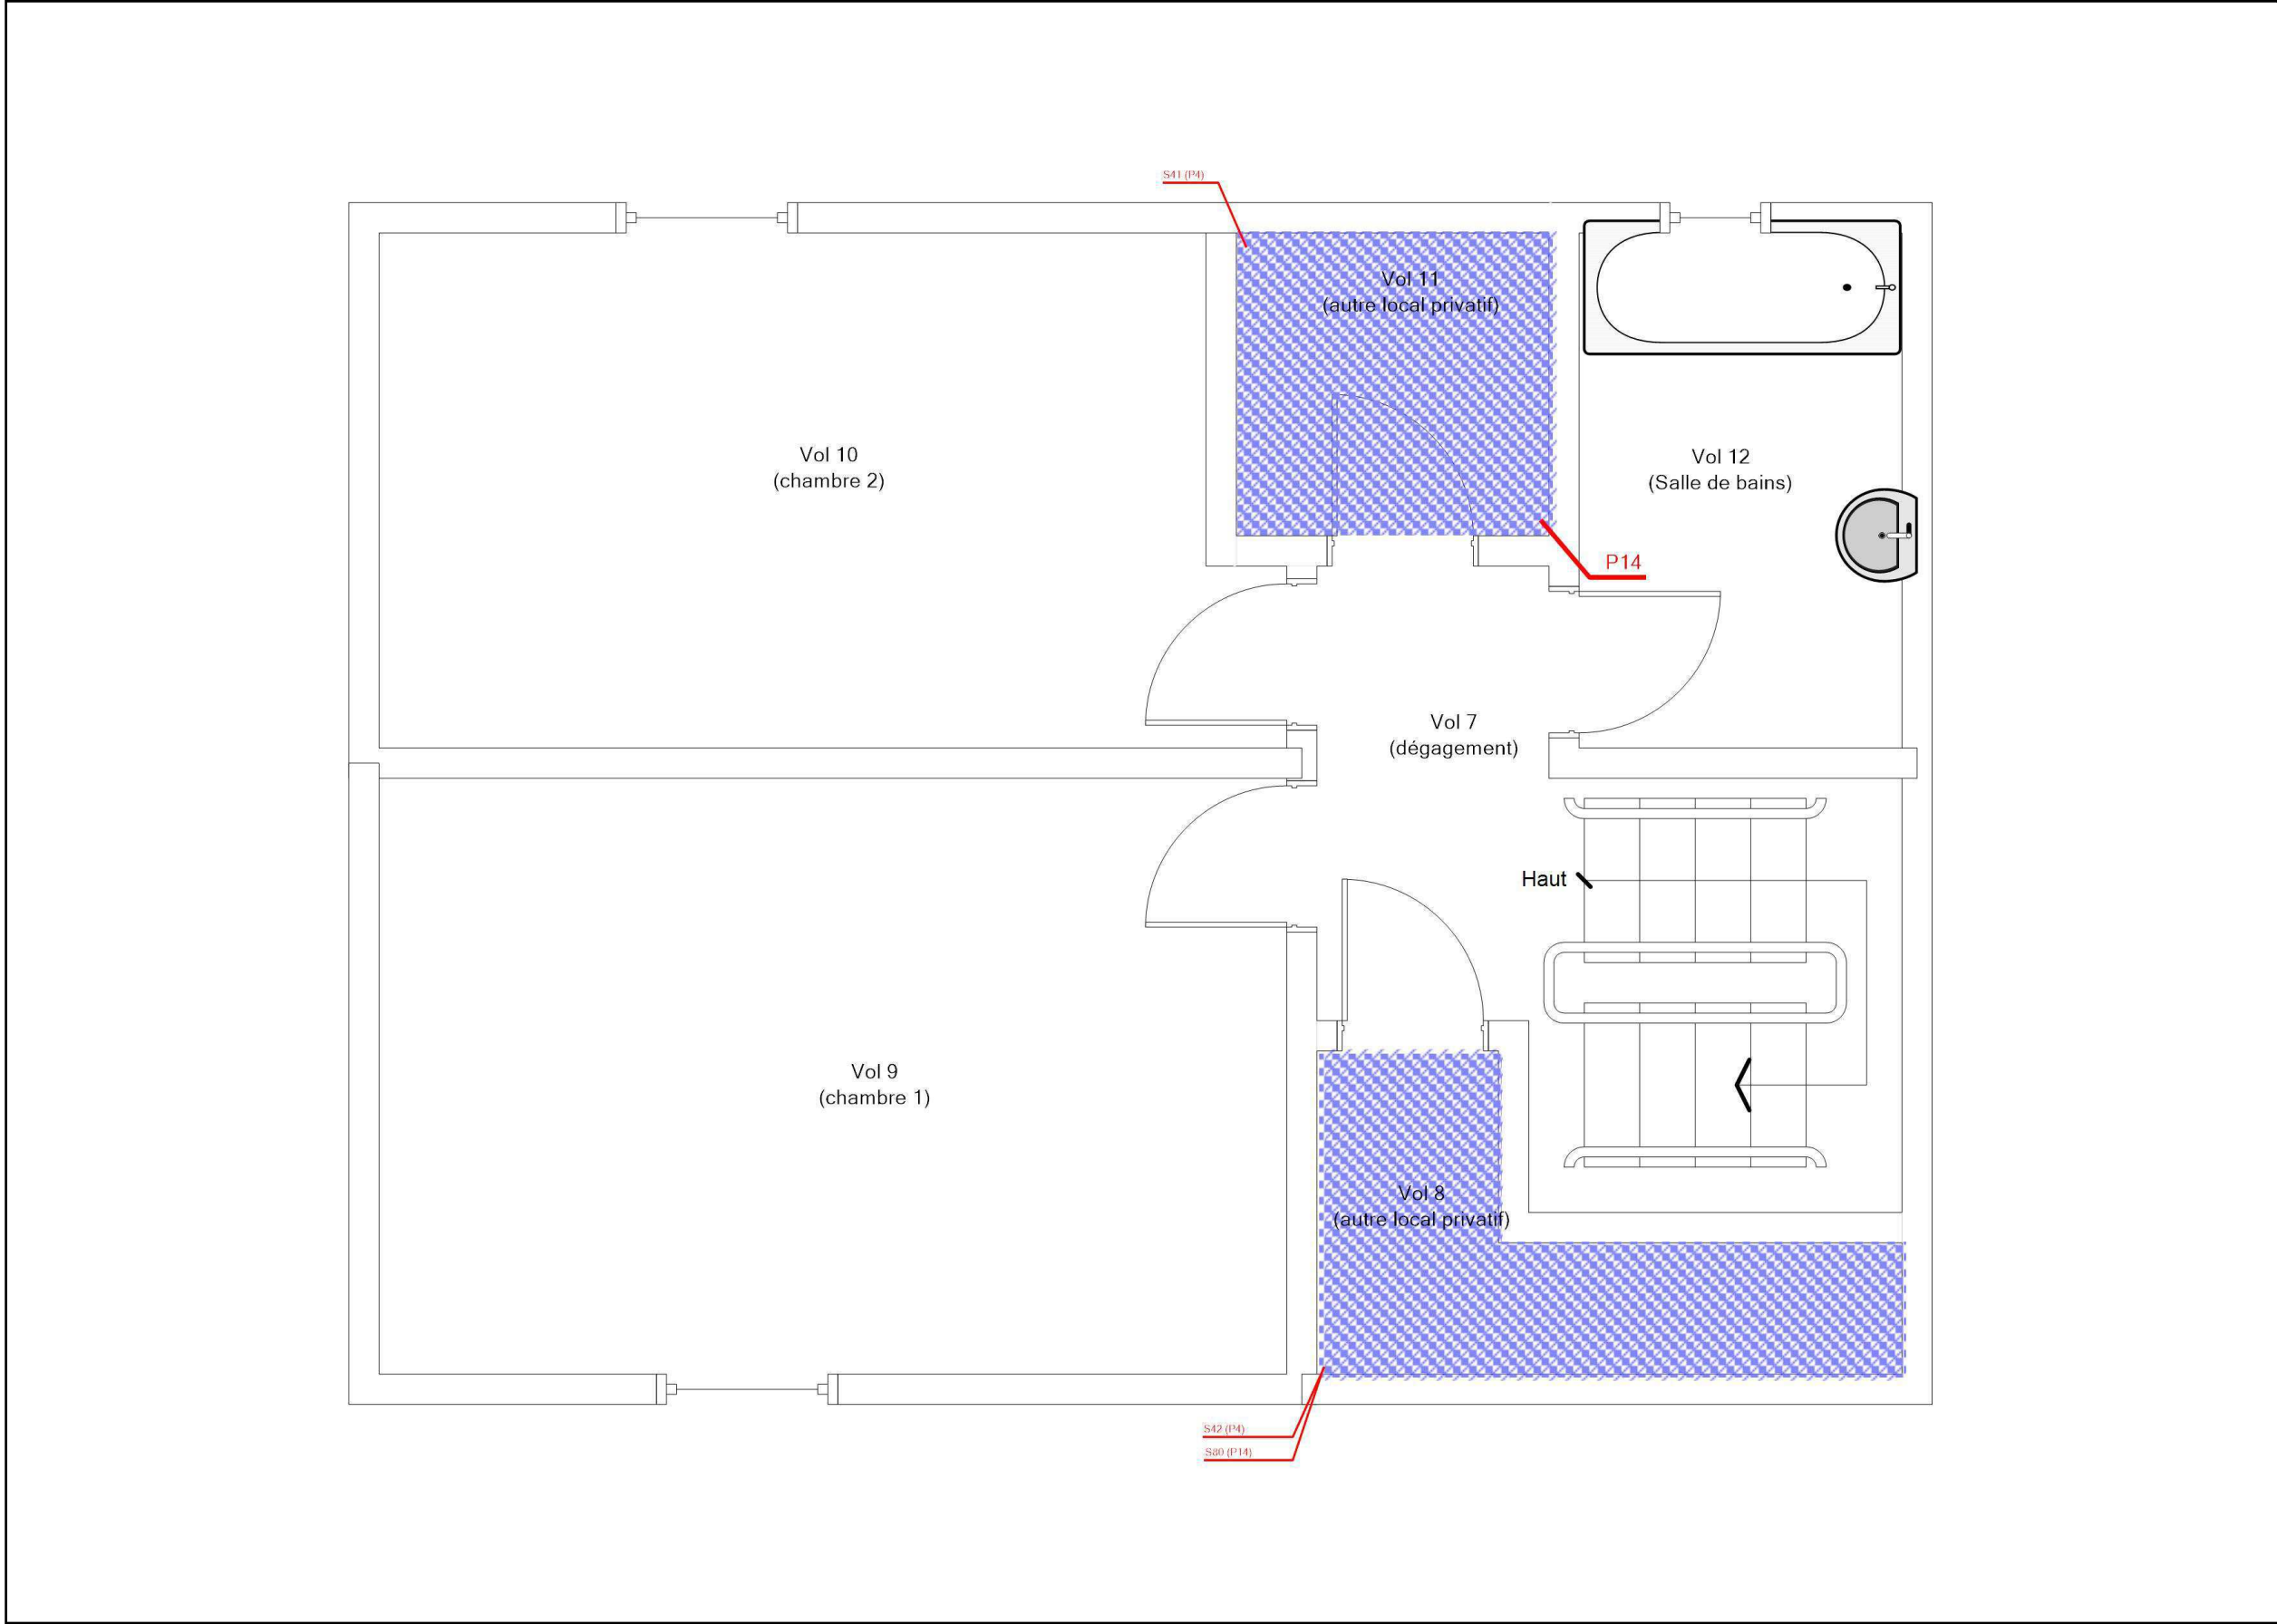 S41 (P4)
Vol 11
(autre local privatif)
Vol 10
(chambre 2)
Vol 12
(Salle de bains)
P14
Vol 7
(dégagement)
Haut
Vol 9
(chambre 1)
Vol 8
(autre local privatif)
S42 (P4)
S80 (P14)